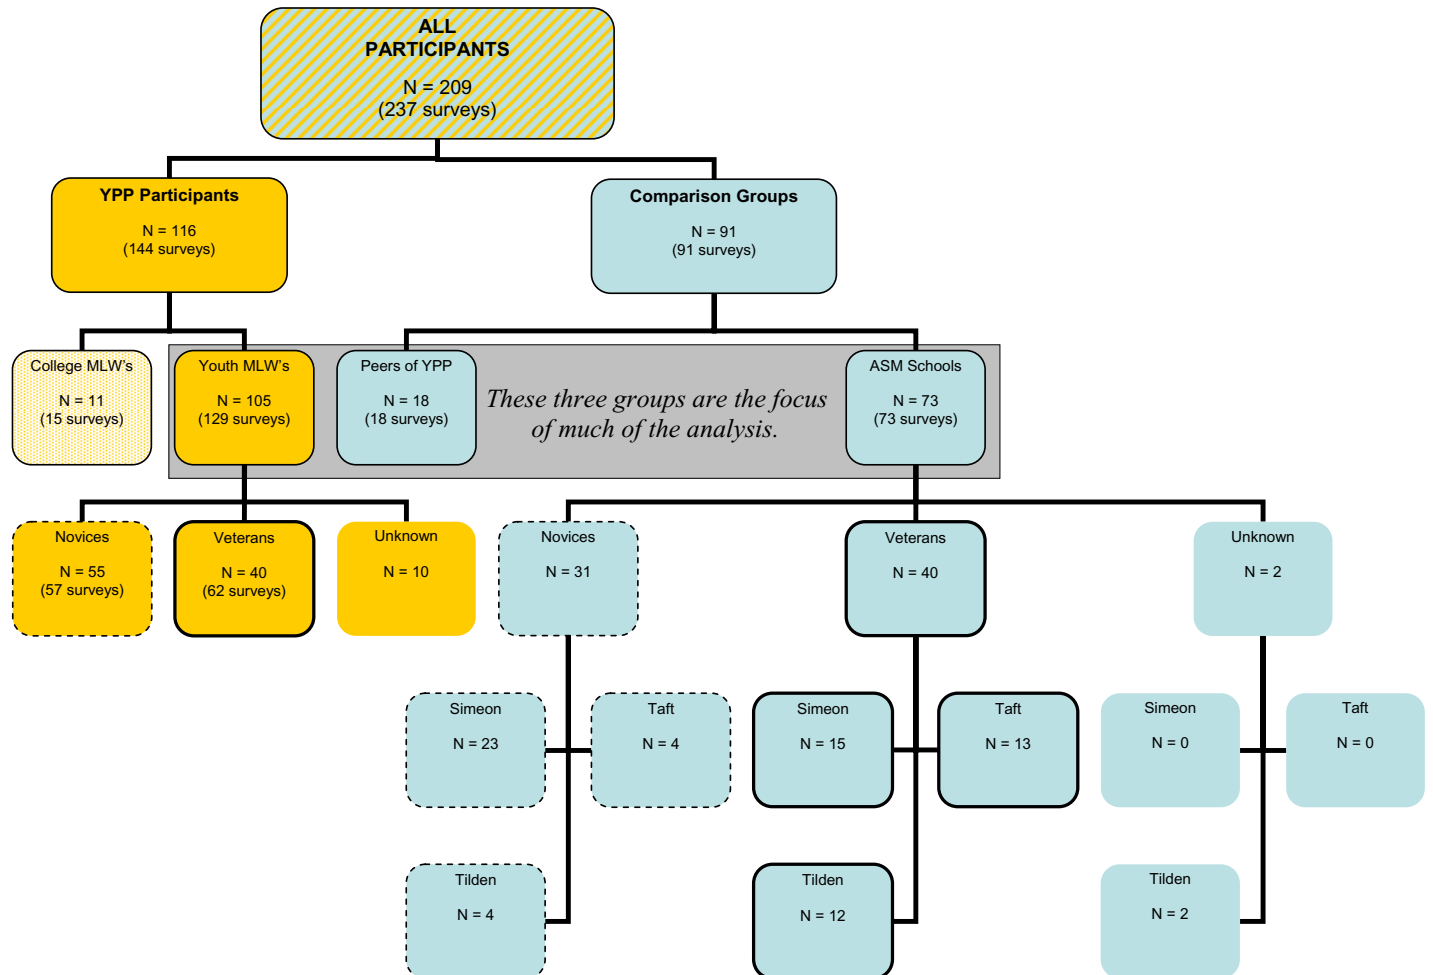 ALL
PARTICIPANTS
N = 209
(237 surveys)
YPP Participants
N = 116
(144 surveys)
Comparison Groups
N = 91
(91 surveys)
College MLW's
N = 11
(15 surveys)
Youth MLW's
N = 105
(129 surveys)
Peers of YPP
N = 18
(18 surveys)
These three groups are the focus
of much of the analysis.
ASM Schools
N = 73
(73 surveys)
Novices
N = 55
(57 surveys)
Veterans
N = 40
(62 surveys)
Unknown
N = 10
Novices
N = 31
Veterans
N = 40
Unknown
N = 2
Simeon
N = 23
Taft
N = 4
Simeon
N = 15
Taft
N = 13
Simeon
N = 0
Taft
N = 0
Tilden
N = 4
Tilden
N = 12
Tilden
N = 2